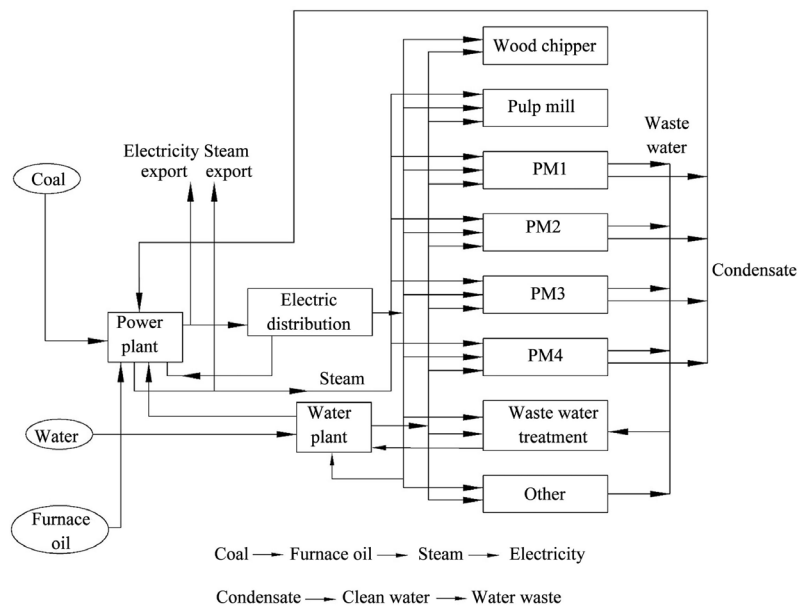 Wood chipper
Pulp mill
Waste
water
Electricity Steam
export export
Coal
PM1
PM2
Condensate
PM3
Electric
distribution
Power
plant
PM4
Steam
Water
plant
Waste water
treatment
Water
Other
Furnace
oil
Coal Furnace oil Steam Electricity
Condensate Clean water Water waste